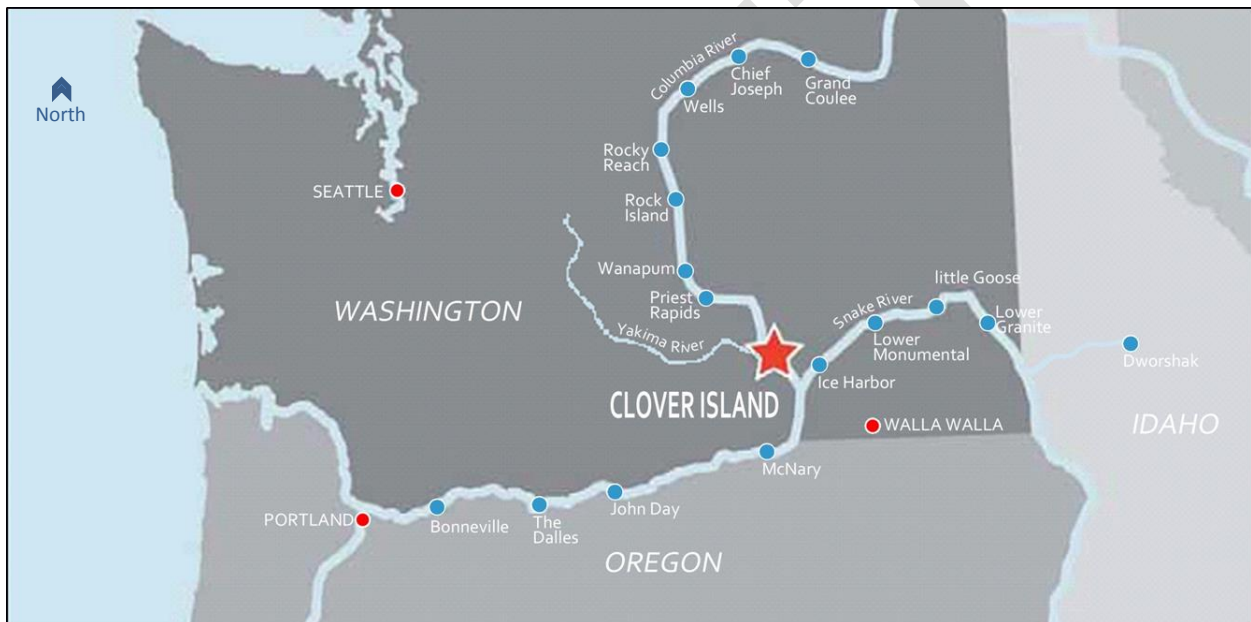 North
Columbia River
Chief
Joseph
Grand
Coulee
Wells
Rocky
Reach
SEATTLE
Rock
Island
Wanapum
little Goose
Priest
Rapids
Snake River
WASHINGTON
Lower
Granite
Yakima River
Lower
Monumental
Dworshak
Ice Harbor
CLOVER ISLAND
WALLA WALLA
IDAHO
McNary
John Day
PORTLAND
Bonneville
The
Dalles
OREGON